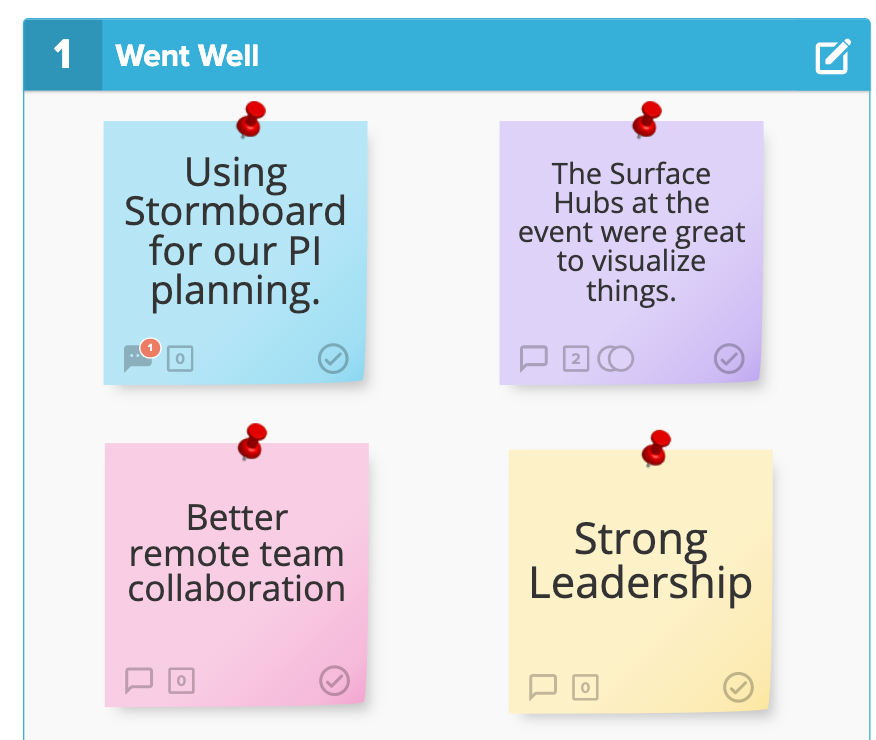 1 Went Well
Using
Stormboard
for our PI
planning.
1
0
The Surface
Hubs at the
event were great
to visualize
things.
2
Better
remote team
collaboration
0
Strong
Leadership
0